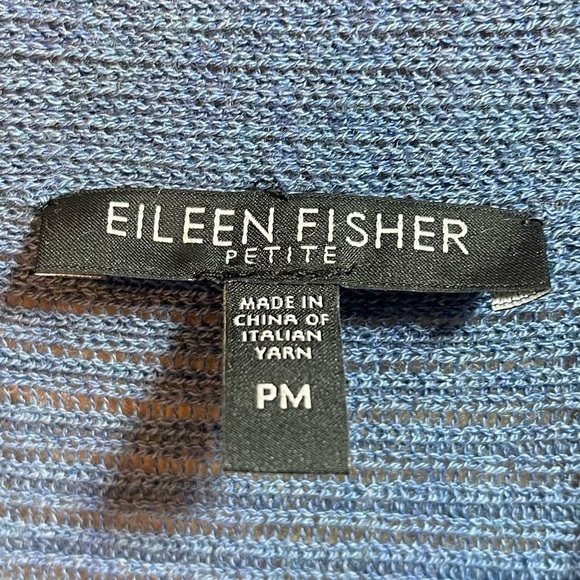 EILEEN FISHER
PETITE
MADE IN
CHINA OF
ITALIAN
YARN
PM